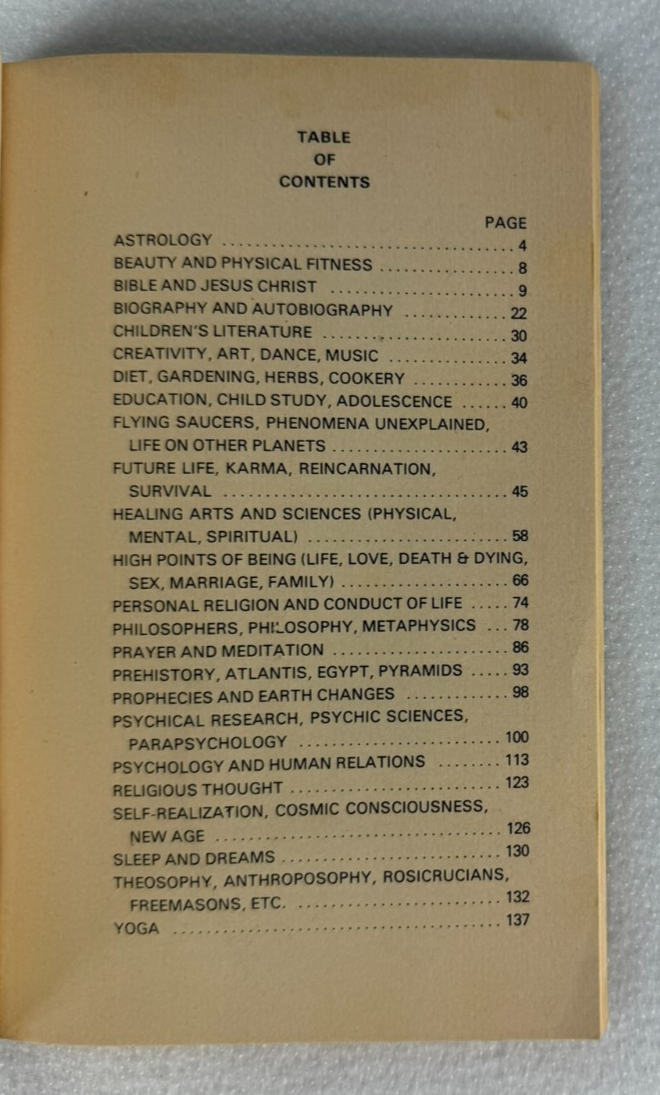 TABLE
OF
CONTENTS
PAGE
ASTROLOGY .................................. 4
BEAUTY AND PHYSICAL FITNESS ................ 8
BIBLE AND JESUS CHRIST ...................... 9
BIOGRAPHY AND AUTOBIOGRAPHY ............ 22
CHILDREN'S LITERATURE ...................... 30
CREATIVITY, ART, DANCE, MUSIC .............. 34
DIET, GARDENING, HERBS, COOKERY ........... 36
EDUCATION, CHILD STUDY, ADOLESCENCE ...... 40
FLYING SAUCERS, PHENOMENA UNEXPLAINED,
LIFE ON OTHER PLANETS ..................... 43
FUTURE LIFE, KARMA, REINCARNATION,
SURVIVAL .................................. 45
HEALING ARTS AND SCIENCES (PHYSICAL,
MENTAL, SPIRITUAL) ........................ 58
HIGH POINTS OF BEING (LIFE, LOVE, DEATH & DYING,
SEX, MARRIAGE, FAMILY) .................... 66
PERSONAL RELIGION AND CONDUCT OF LIFE ..... 74
PHILOSOPHERS, PHILOSOPHY, METAPHYSICS ... 78
PRAYER AND MEDITATION ..................... 86
PREHISTORY, ATLANTIS, EGYPT, PYRAMIDS ..... 93
PROPHECIES AND EARTH CHANGES ............ 98
PSYCHICAL RESEARCH, PSYCHIC SCIENCES,
PARAPSYCHOLOGY ........................ 100
PSYCHOLOGY AND HUMAN RELATIONS ........ 113
RELIGIOUS THOUGHT ......................... 123
SELF-REALIZATION, COSMIC CONSCIOUSNESS,
NEW AGE .................................. 126
SLEEP AND DREAMS .......................... 130
THEOSOPHY, ANTHROPOSOPHY, ROSICRUCIANS,
FREEMASONS, ETC. ........................ 132
YOGA ....................................... 137